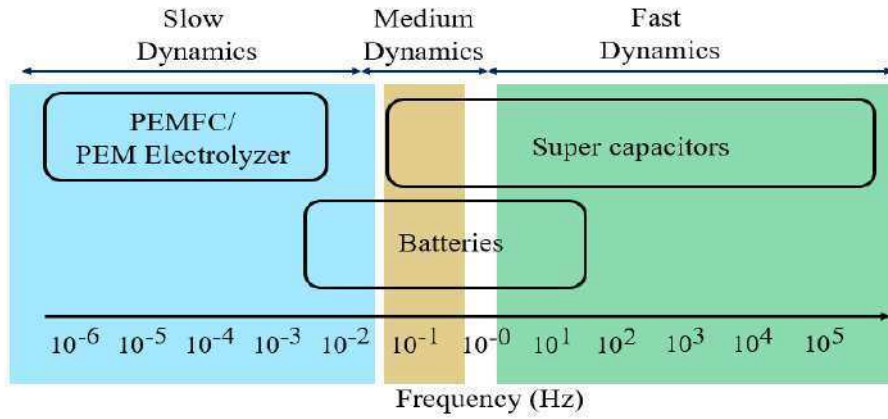 Slow
Dynamics
Medium
Dynamics
Fast
Dynamics
PEMFC/
PEM Electrolyzer
Super capacitors
Batteries
10⁻⁶ 10⁻⁵ 10⁻⁴ 10⁻³ 10⁻² 10⁻¹ 10⁻⁰ 10¹ 10² 10³ 10⁴ 10⁵
Frequency (Hz)